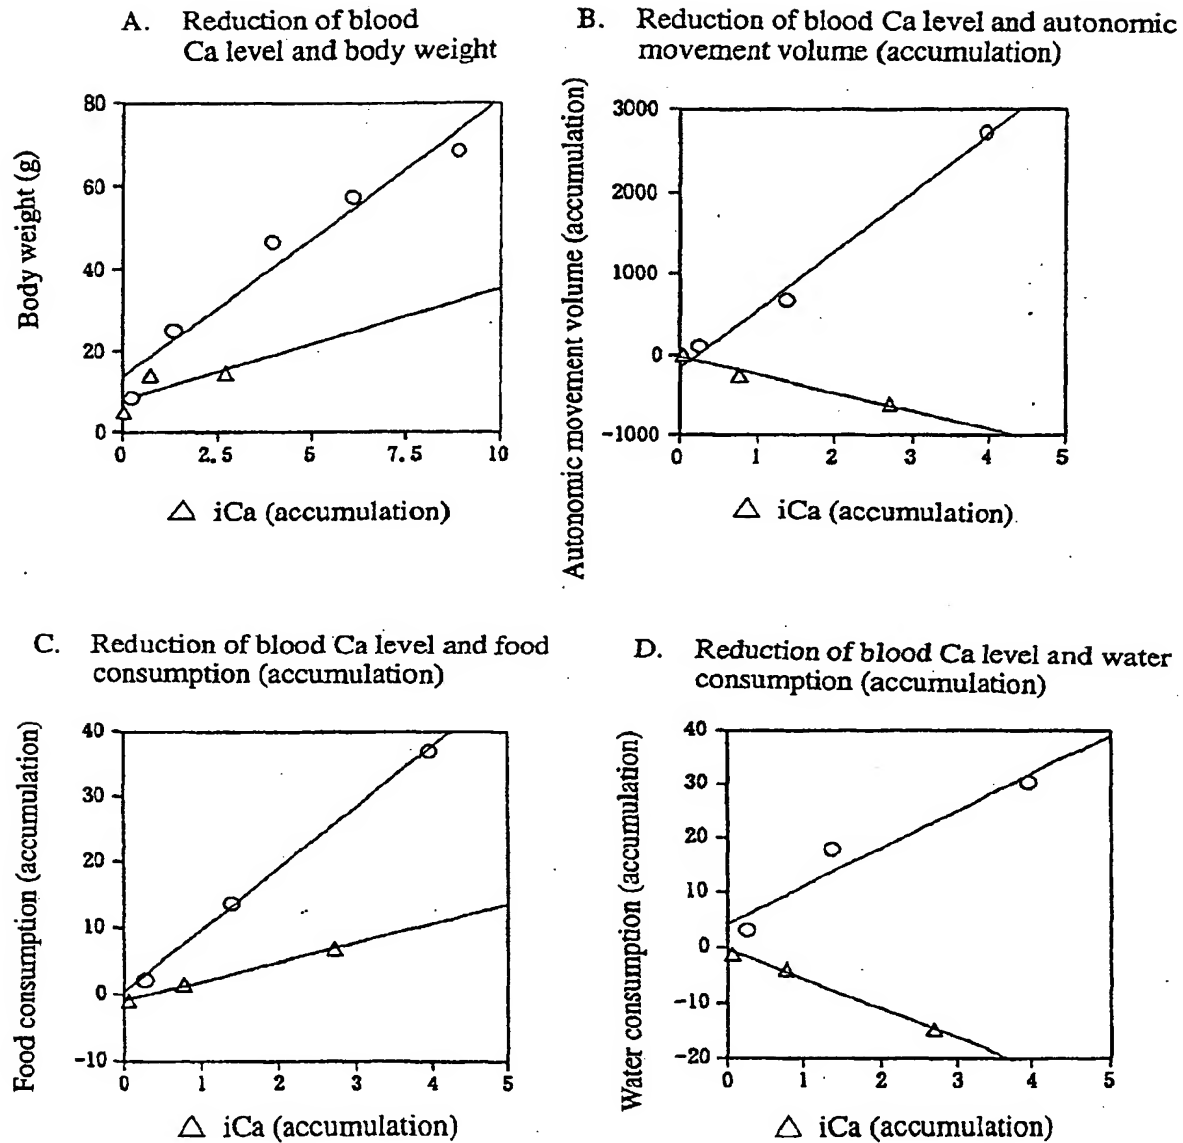 A. Reduction of blood
Ca level and body weight
Body weight (g)
80
60
40
20
0
0 2.5 5 7.5 10
△ iCa (accumulation)
B. Reduction of blood Ca level and autonomic
movement volume (accumulation)
Autonomic movement volume (accumulation)
3000
2000
1000
0
-1000
0 1 2 3 4 5
△ iCa (accumulation)
C. Reduction of blood Ca level and food
consumption (accumulation)
Food consumption (accumulation)
40
30
20
10
0
-10
0 1 2 3 4 5
△ iCa (accumulation)
D. Reduction of blood Ca level and water
consumption (accumulation)
Water consumption (accumulation)
40
30
20
10
0
-10
-20
0 1 2 3 4 5
△ iCa (accumulation)